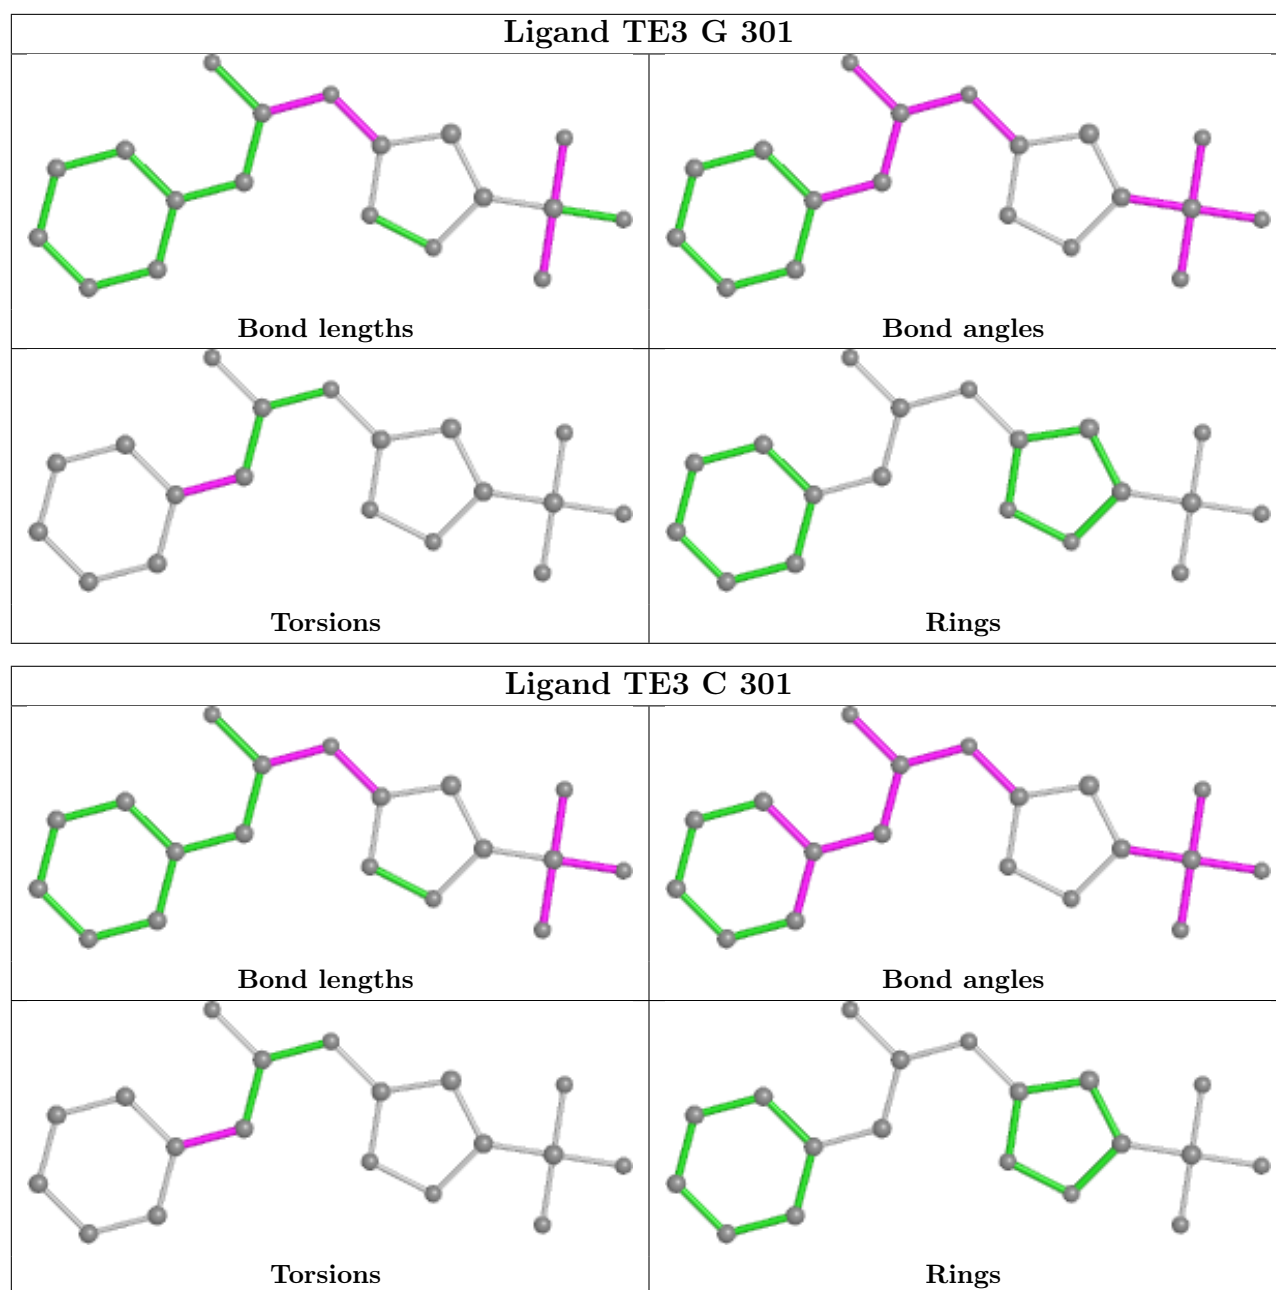 Ligand TE3 G 301
Bond lengths
Bond angles
Torsions
Rings
Ligand TE3 C 301
Bond lengths
Bond angles
Torsions
Rings